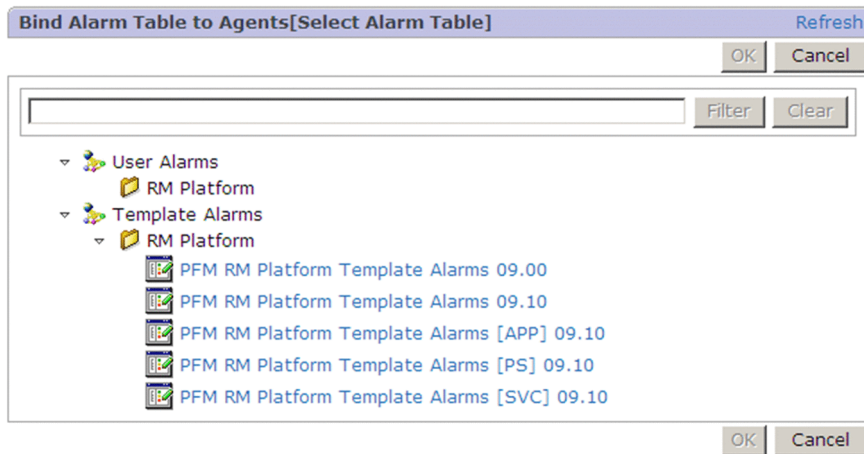 Bind Alarm Table to Agents[Select Alarm Table] Refresh
OK Cancel
Filter Clear
User Alarms
RM Platform
Template Alarms
RM Platform
PFM RM Platform Template Alarms 09.00
PFM RM Platform Template Alarms 09.10
PFM RM Platform Template Alarms [APP] 09.10
PFM RM Platform Template Alarms [PS] 09.10
PFM RM Platform Template Alarms [SVC] 09.10
OK Cancel